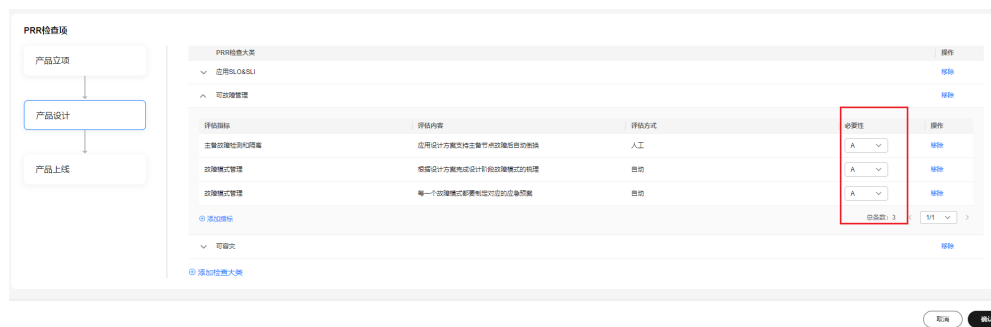 PRR检查项
产品立项
产品设计
产品上线
PRR检查大类 操作
应用SLO&SLI 移除
可故障管理 移除
评估指标 评估内容 评估方式 必要性 操作
主备故障检测和隔离 应用设计方案支持主备节点故障后自动倒换 人工 A 移除
故障模式管理 根据设计方案完成设计阶段故障模式的梳理 自动 A 移除
故障模式管理 每一个故障模式都要制定对应的应急预案 自动 A 移除
添加指标 总条数：3 1/1
可容灾 移除
添加检查大类
取消 确认